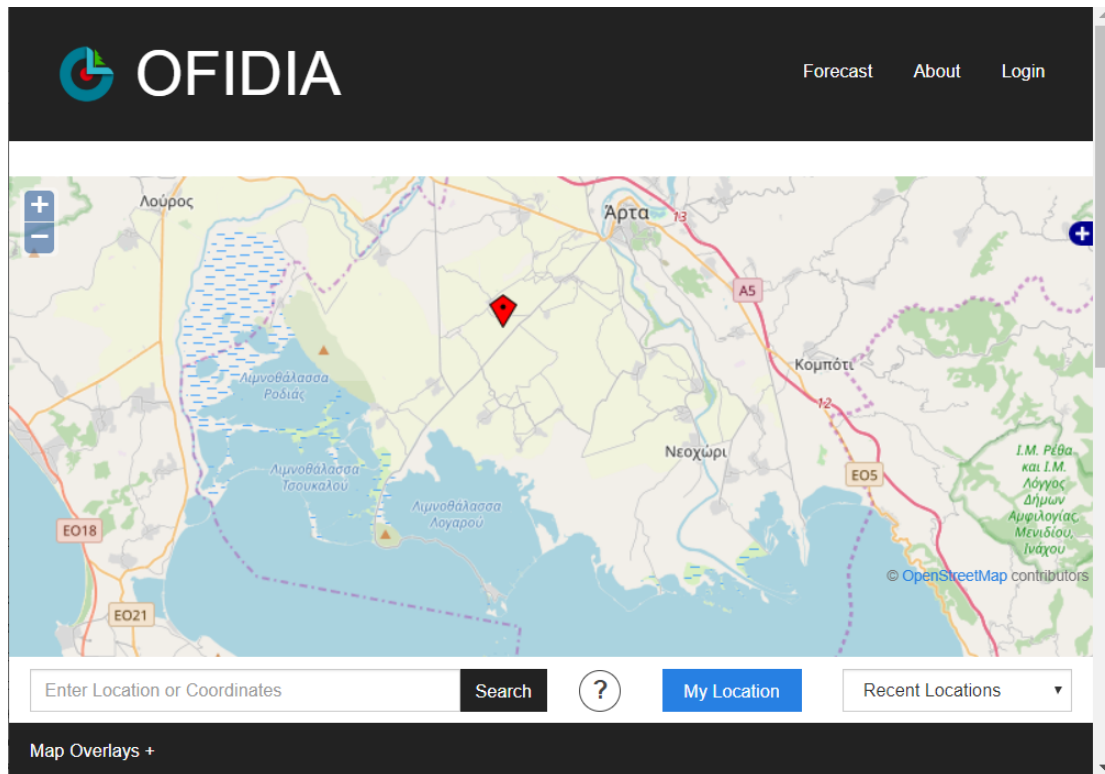 OFIDIA
Forecast
About
Login
+
−
Λούρος
Άρτα
13
+
A5
Κομπότι
Λιμνοθάλασσα
Ροδιάς
12
Νεοχώρι
Λιμνοθάλασσα
Τσουκαλού
EO5
Ι.Μ. Ρέθα
και Ι.Μ.
Λόγγος
Δήμων
Αμφιλοχίας,
Μενιδίου,
Ινάχου
Λιμνοθάλασσα
Λογαρού
EO18
© OpenStreetMap contributors
EO21
Enter Location or Coordinates
Search
?
My Location
Recent Locations
Map Overlays +